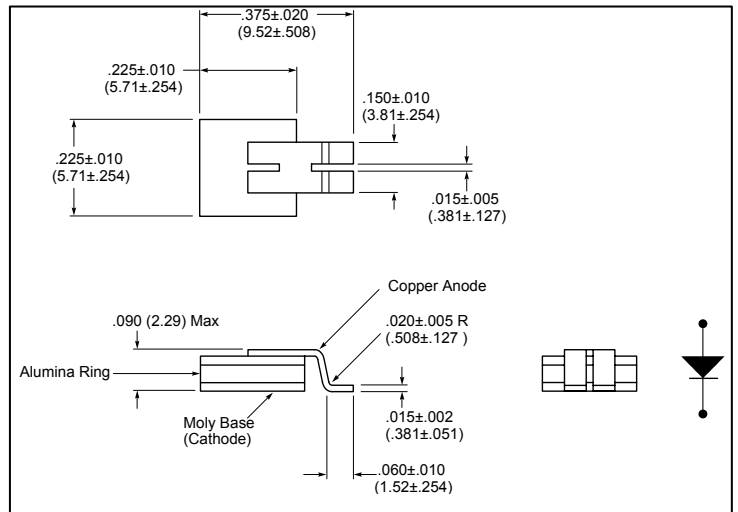 .375±.020
(9.52±.508)
.225±.010
(5.71±.254)
.150±.010
(3.81±.254)
.225±.010
(5.71±.254)
.015±.005
(.381±.127)
Copper Anode
.090 (2.29) Max
.020±.005 R
(.508±.127 )
Alumina Ring
Moly Base
(Cathode)
.015±.002
(.381±.051)
.060±.010
(1.52±.254)